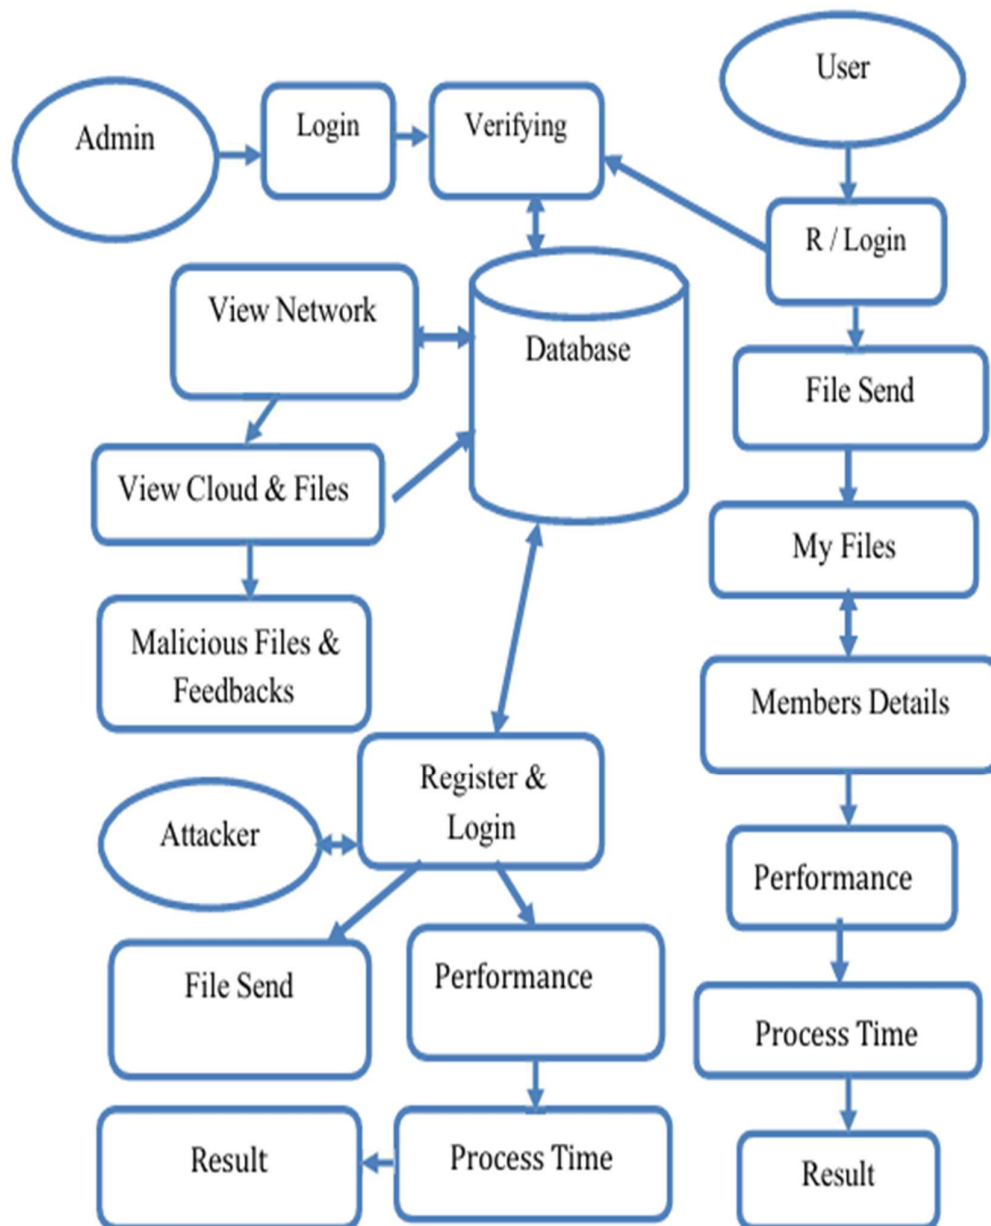 User
Admin
Login
Verifying
R / Login
View Network
Database
File Send
View Cloud & Files
My Files
Malicious Files &
Feedbacks
Members Details
Register &
Login
Attacker
Performance
File Send
Performance
Process Time
Result
Process Time
Result